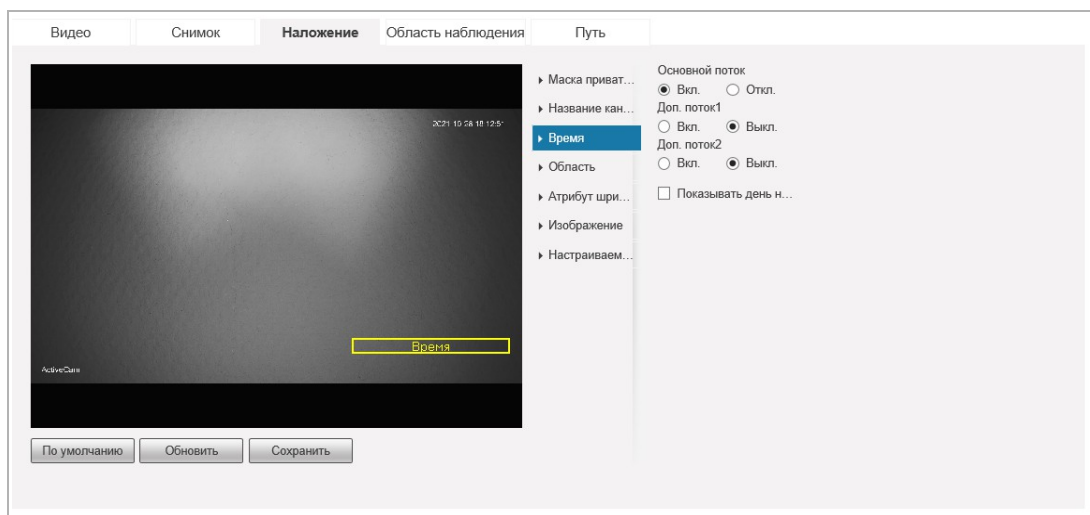 Видео Снимок Наложение Область наблюдения Путь
Маска приват...
Название кан...
Время
Область
Атрибут шри...
Изображение
Настраиваем...
Основной поток
Вкл. Откл.
Доп. поток1
Вкл. Выкл.
Доп. поток2
Вкл. Выкл.
Показывать день н...
Время
ActiveCam
По умолчанию Обновить Сохранить